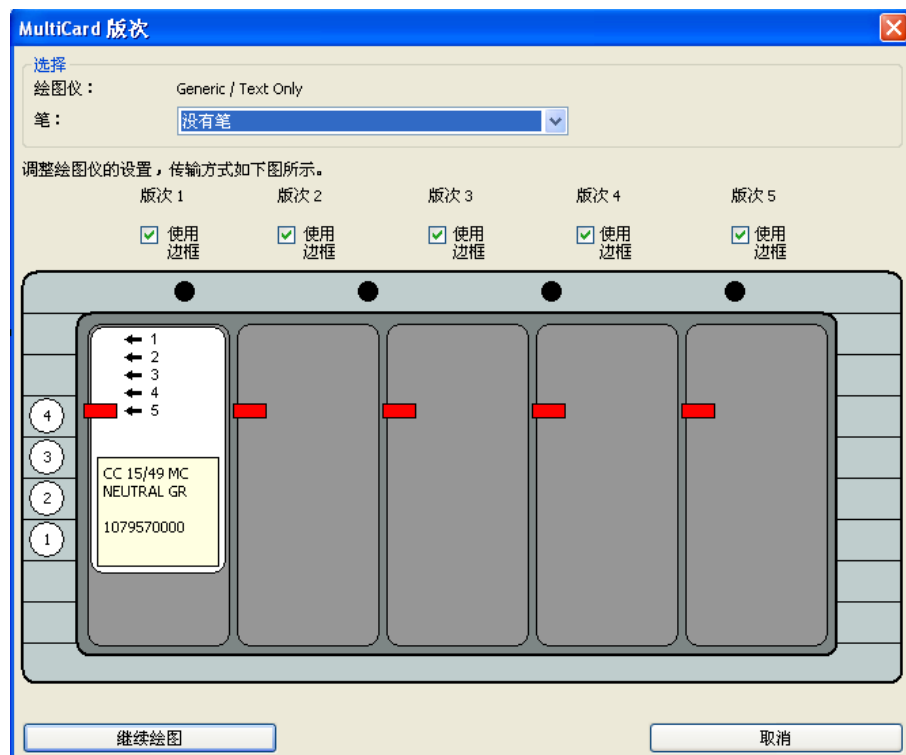 MultiCard 版次
选择
绘图仪： Generic / Text Only
笔： 没有笔
调整绘图仪的设置，传输方式如下图所示。
版次 1 版次 2 版次 3 版次 4 版次 5
使用 使用 使用 使用 使用
边框 边框 边框 边框 边框
1
2
3
4
5
4
3
2
1
CC 15/49 MC
NEUTRAL GR
1079570000
继续绘图 取消